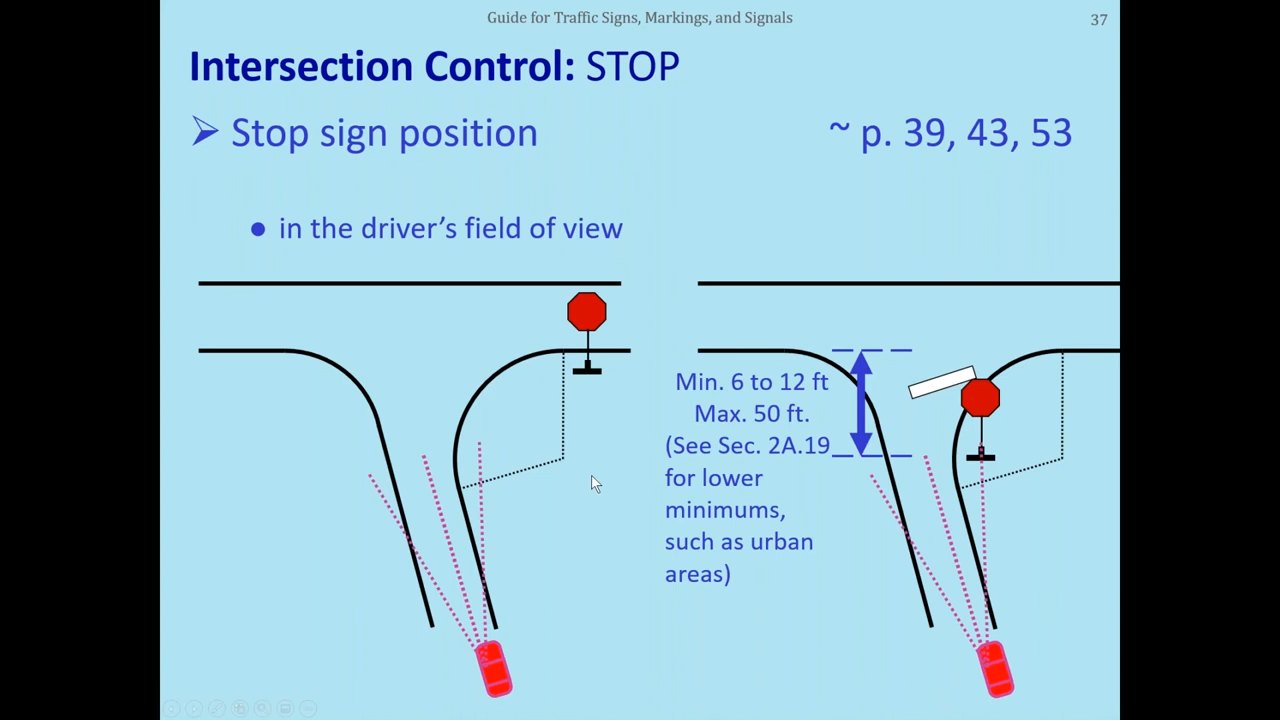 Guide for Traffic Signs, Markings, and Signals
37
Intersection Control: STOP
➢ Stop sign position
~ p. 39, 43, 53
● in the driver’s field of view
Min. 6 to 12 ft
Max. 50 ft.
(See Sec. 2A.19
for lower
minimums,
such as urban
areas)